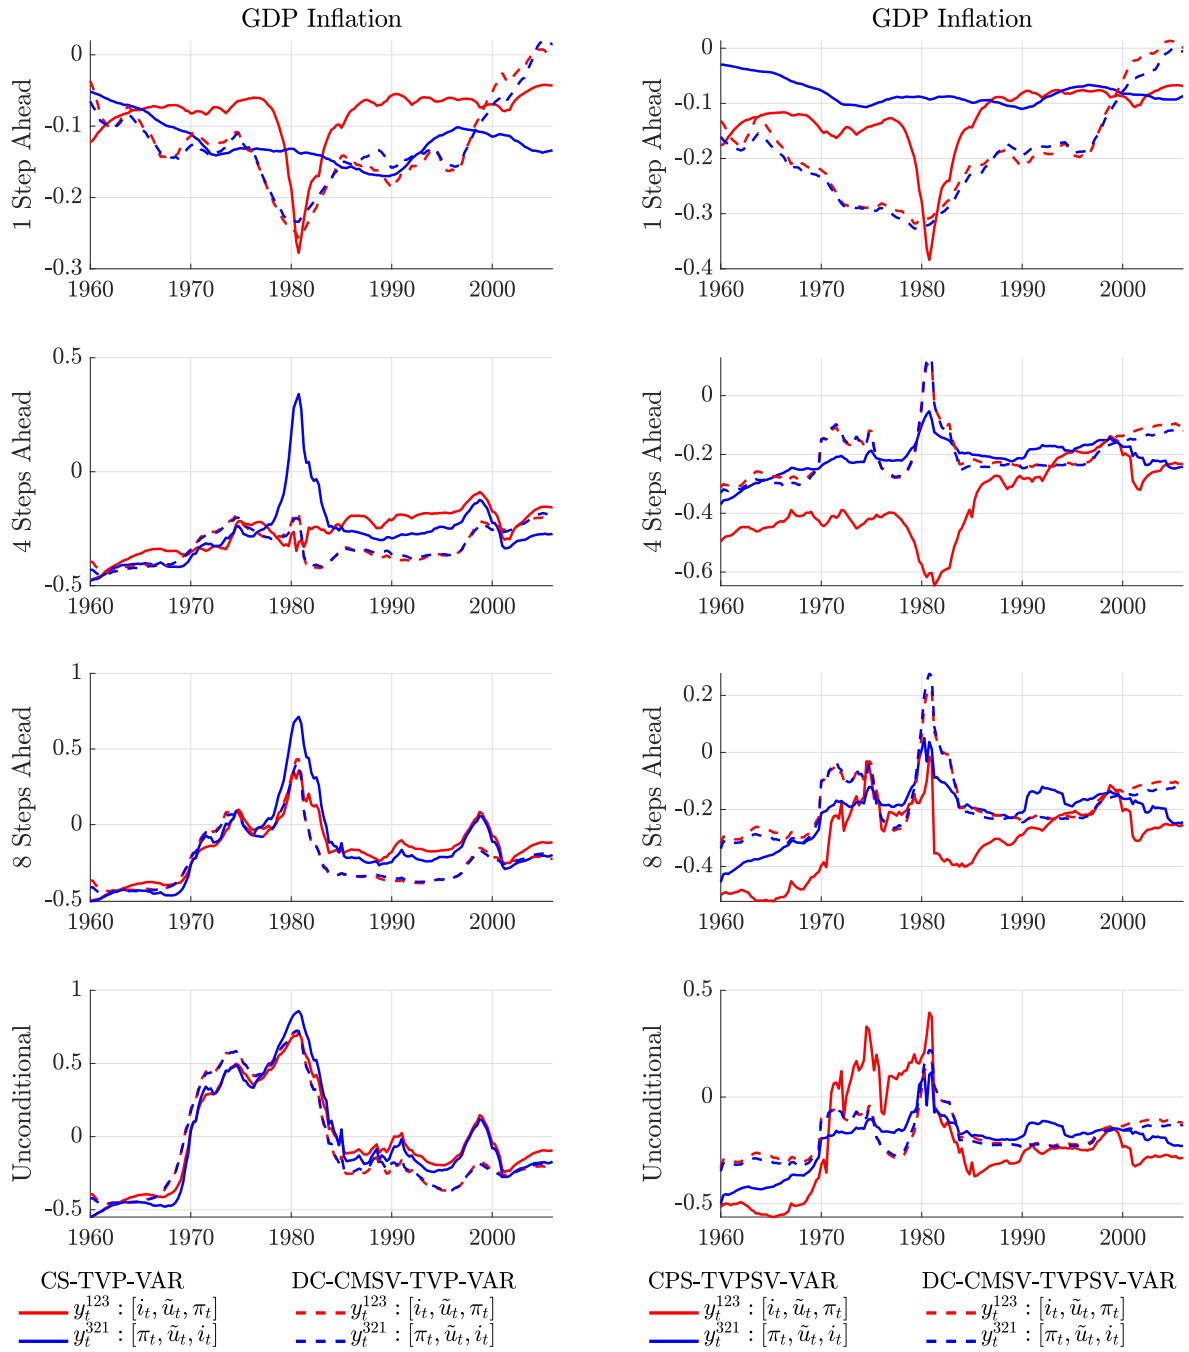 GDP Inflation
GDP Inflation
1 Step Ahead
0
-0.1
-0.2
-0.3
1960 1970 1980 1990 2000
1 Step Ahead
0
-0.1
-0.2
-0.3
-0.4
1960 1970 1980 1990 2000
4 Steps Ahead
0.5
0
-0.5
1960 1970 1980 1990 2000
4 Steps Ahead
0
-0.2
-0.4
-0.6
1960 1970 1980 1990 2000
8 Steps Ahead
1
0.5
0
-0.5
1960 1970 1980 1990 2000
8 Steps Ahead
0.2
0
-0.2
-0.4
1960 1970 1980 1990 2000
Unconditional
1
0.5
0
-0.5
1960 1970 1980 1990 2000
Unconditional
0.5
0
-0.5
1960 1970 1980 1990 2000
CS-TVP-VAR DC-CMSV-TVP-VAR
y_t^{123} : [i_t, ũ_t, π_t] y_t^{123} : [i_t, ũ_t, π_t]
y_t^{321} : [π_t, ũ_t, i_t] y_t^{321} : [π_t, ũ_t, i_t]
CPS-TVPSV-VAR DC-CMSV-TVPSV-VAR
y_t^{123} : [i_t, ũ_t, π_t] y_t^{123} : [i_t, ũ_t, π_t]
y_t^{321} : [π_t, ũ_t, i_t] y_t^{321} : [π_t, ũ_t, i_t]